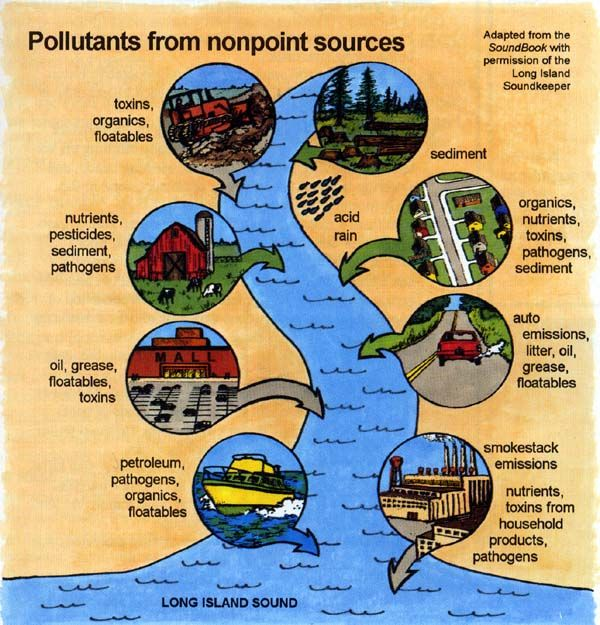 Pollutants from nonpoint sources
Adapted from the
SoundBook with
permission of the
Long Island
Soundkeeper
toxins,
organics,
floatables
sediment
acid
rain
nutrients,
pesticides,
sediment,
pathogens
organics,
nutrients,
toxins,
pathogens,
sediment
auto
emissions,
litter, oil,
grease,
floatables
MALL
oil, grease,
floatables,
toxins
smokestack
emissions
petroleum,
pathogens,
organics,
floatables
nutrients,
toxins from
household
products,
pathogens
LONG ISLAND SOUND